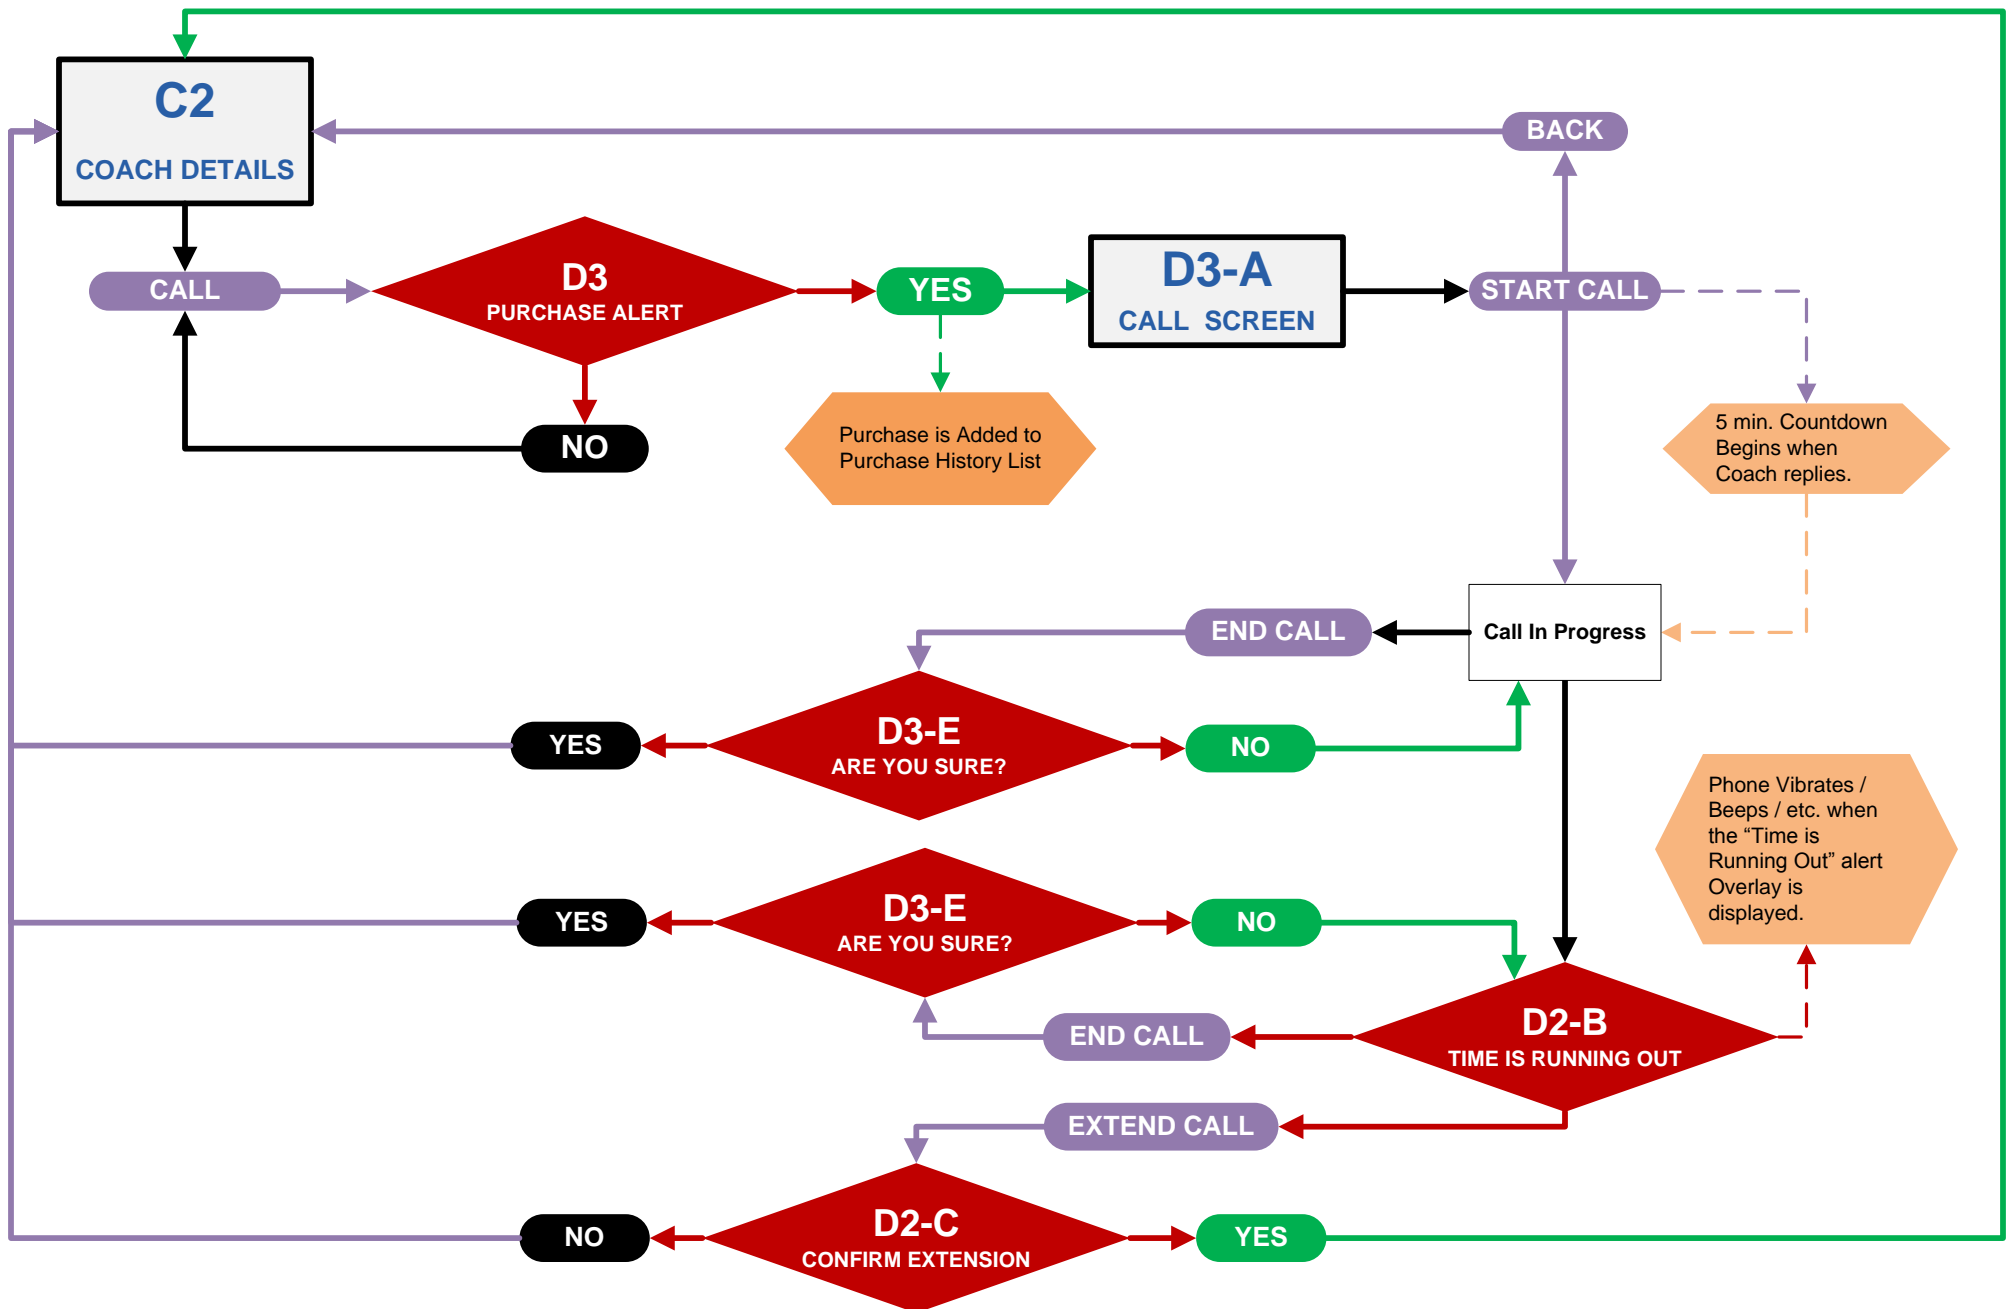 C2
COACH DETAILS
BACK
CALL
D3
PURCHASE ALERT
YES
D3-A
CALL SCREEN
START CALL
NO
Purchase is Added to
Purchase History List
5 min. Countdown
Begins when
Coach replies.
END CALL
Call In Progress
YES
D3-E
ARE YOU SURE?
NO
Phone Vibrates /
Beeps / etc. when
the “Time is
Running Out” alert
Overlay is
displayed.
YES
D3-E
ARE YOU SURE?
NO
END CALL
D2-B
TIME IS RUNNING OUT
EXTEND CALL
NO
D2-C
CONFIRM EXTENSION
YES